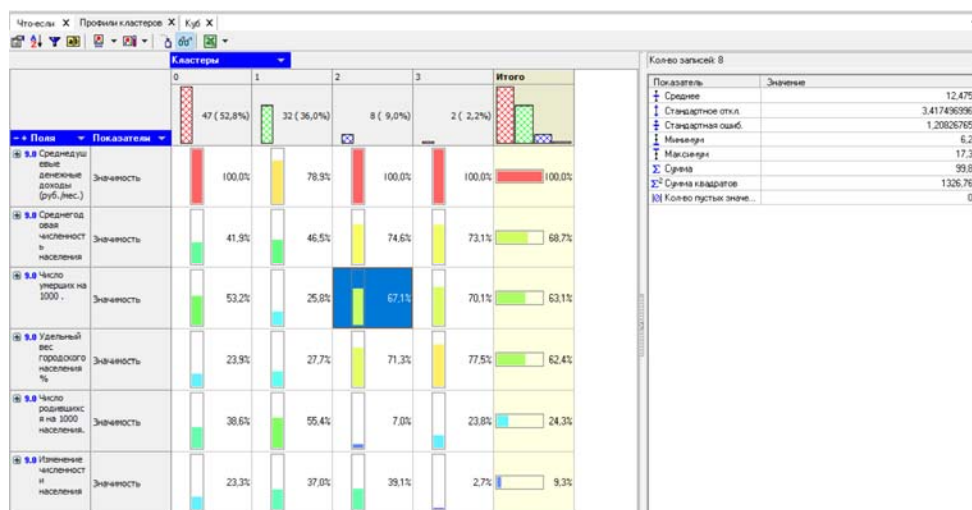 Что-если X Профили кластеров X Куб X
Кластеры
Кол-во записей: 8
0 1 2 3 Итого
Показатель Значение
47 ( 52,8%) 32 ( 36,0%) 8 ( 9,0%) 2 ( 2,2%)
Среднее 12,475
Стандартное откл. 3,417496996
Стандартная ошиб. 1,20826765
Минимум 6,2
Максимум 17,3
Σ Сумма 99,8
Σ² Сумма квадратов 1326,76
Кол-во пустых значе... 0
Поля Показатели
9.0 Среднедуш
евые
денежные
доходы
(руб./мес.)
Значимость 100,0% 78,9% 100,0% 100,0% 100,0%
9.0 Среднегод
овая
численност
ь
населения
Значимость 41,9% 46,5% 74,6% 73,1% 68,7%
9.0 Число
умерших на
1000 .
Значимость 53,2% 25,8% 67,1% 70,1% 63,1%
9.0 Удельный
вес
городского
населения
%
Значимость 23,9% 27,7% 71,3% 77,5% 62,4%
9.0 Число
родившихс
я на 1000
населения.
Значимость 38,6% 55,4% 7,0% 23,8% 24,3%
9.0 Изменение
численност
и
населения
Значимость 23,3% 37,0% 39,1% 2,7% 9,3%